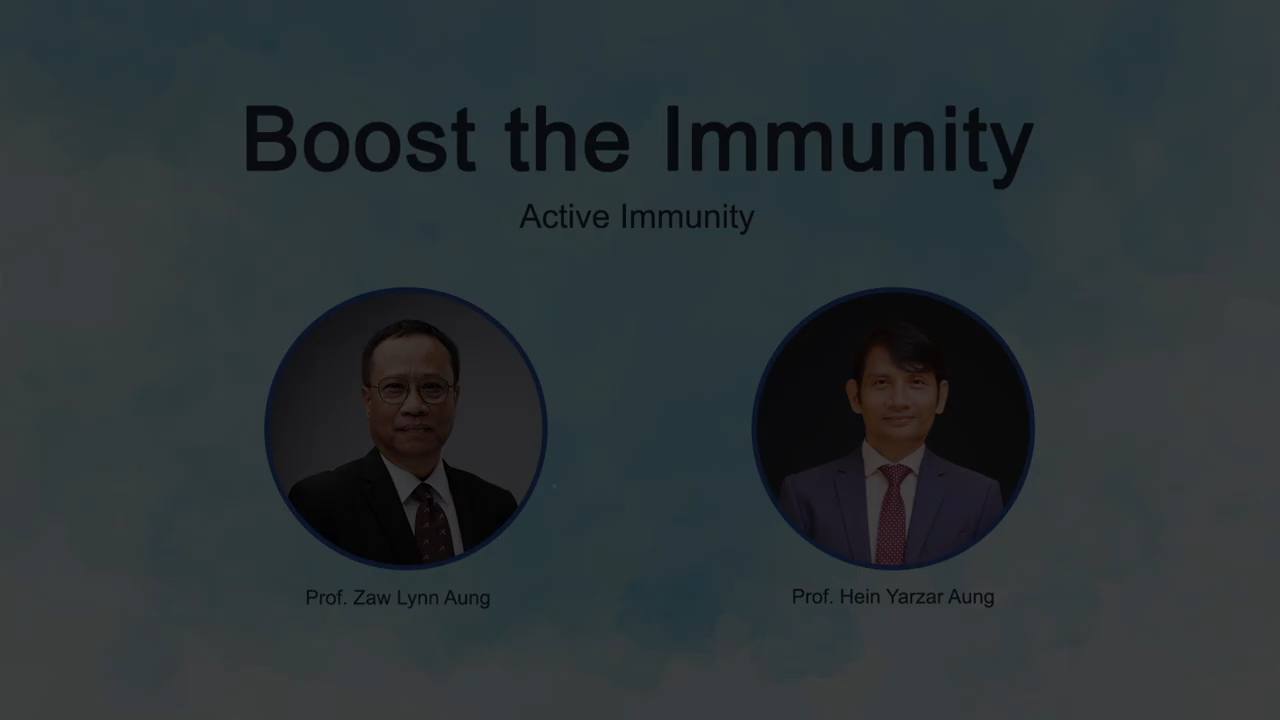 Boost the Immunity
Active Immunity
Prof. Zaw Lynn Aung
Prof. Hein Yarzar Aung